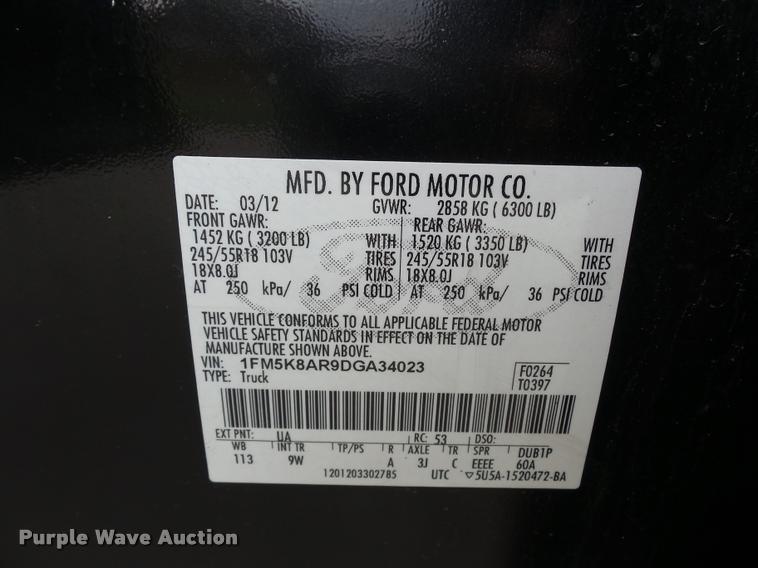 MFD. BY FORD MOTOR CO.
DATE: 03/12 GVWR: 2858 KG ( 6300 LB)
FRONT GAWR: REAR GAWR:
1452 KG ( 3200 LB) WITH 1520 KG ( 3350 LB) WITH
245/55R18 103V TIRES 245/55R18 103V TIRES
18X8.0J RIMS 18X8.0J RIMS
AT 250 kPa/ 36 PSI COLD AT 250 kPa/ 36 PSI COLD
Ford
THIS VEHICLE CONFORMS TO ALL APPLICABLE FEDERAL MOTOR
VEHICLE SAFETY STANDARDS IN EFFECT ON THE DATE OF
MANUFACTURE SHOWN ABOVE.
VIN: 1FM5K8AR9DGA34023 F0264
TYPE: Truck T0397
EXT PNT: UA RC: 53 DSO:
WB INT TR TP/PS R AXLE TR SPR DUB1P
113 9W A 3J C EEEE 60A
1201203302785 UTC ▽5U5A-1520472-BA
Purple Wave Auction